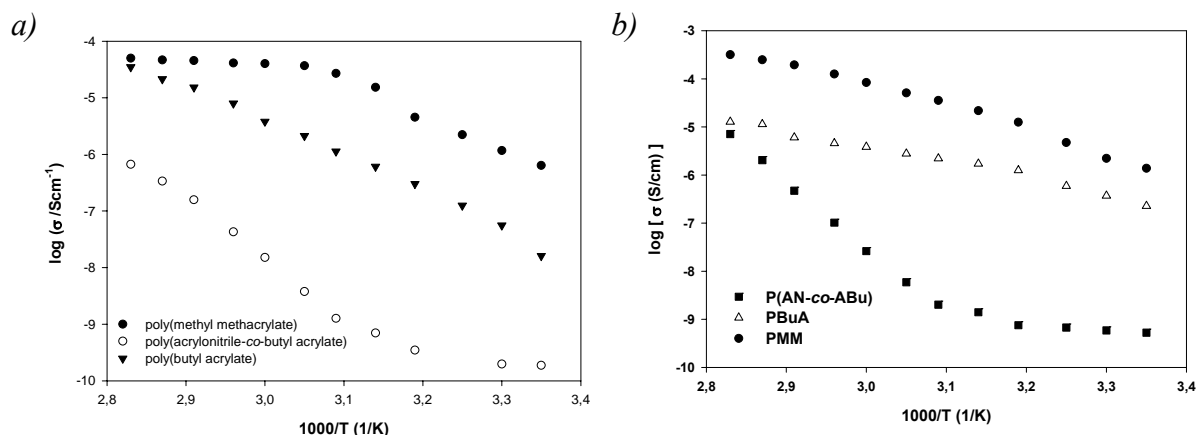 a)
-4
-5
-6
-7
-8
-9
-10
log (σ /Scm-1)
poly(methyl methacrylate)
poly(acrylonitrile-co-butyl acrylate)
poly(butyl acrylate)
2,8 2,9 3,0 3,1 3,2 3,3 3,4
1000/T (1/K)
b)
-3
-4
-5
-6
-7
-8
-9
-10
log [ σ (S/cm) ]
P(AN-co-ABu)
PBuA
PMM
2,8 2,9 3,0 3,1 3,2 3,3 3,4
1000/T (1/K)